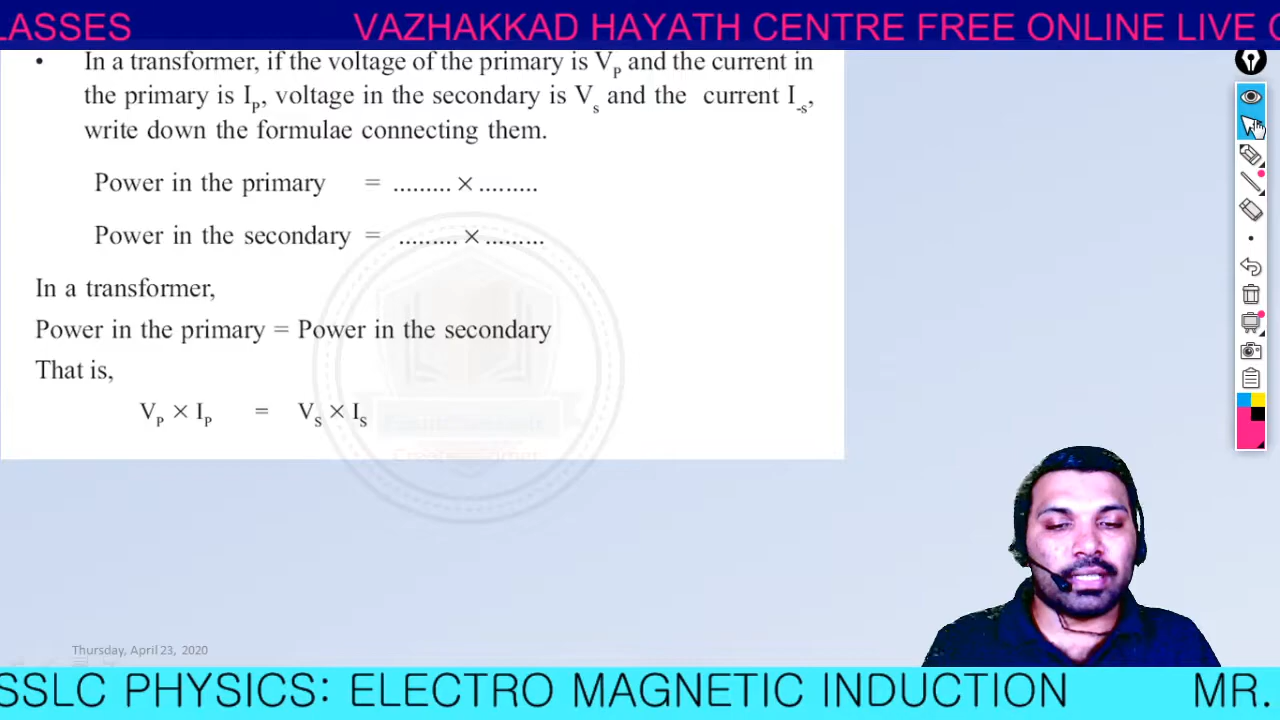 LASSES VAZHAKKAD HAYATH CENTRE FREE ONLINE LIVE C
• In a transformer, if the voltage of the primary is VP and the current in
the primary is IP, voltage in the secondary is Vs and the current I-s,
write down the formulae connecting them.
Power in the primary = ......... × .........
Power in the secondary = ......... × .........
In a transformer,
Power in the primary = Power in the secondary
That is,
VP × IP = VS × IS
Thursday, April 23, 2020
SSLC PHYSICS: ELECTRO MAGNETIC INDUCTION MR.